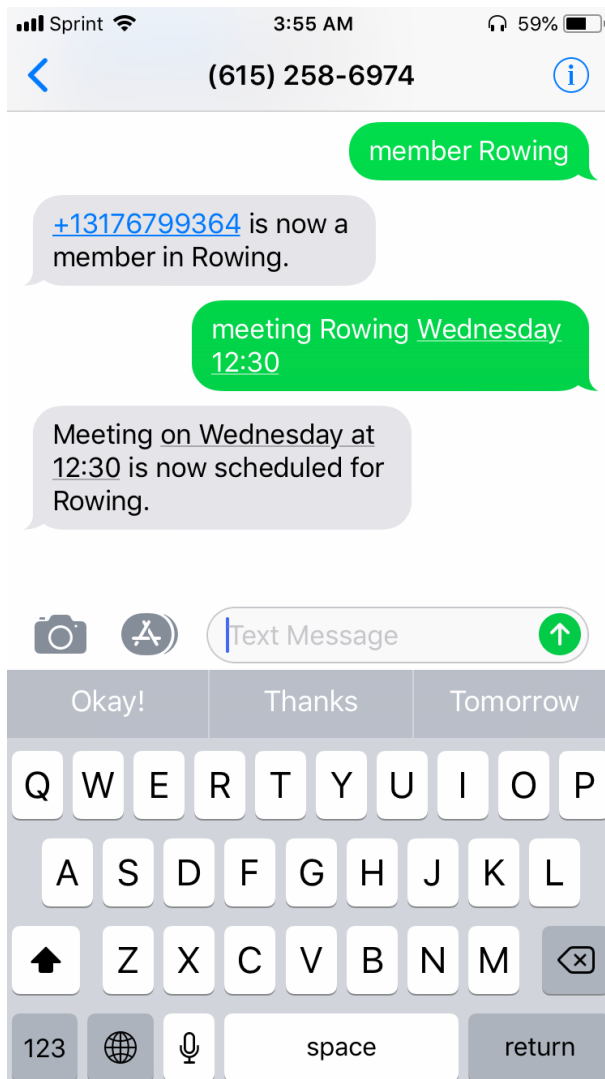 Sprint 3:55 AM 59%
(615) 258-6974
member Rowing
+13176799364 is now a
member in Rowing.
meeting Rowing Wednesday
12:30
Meeting on Wednesday at
12:30 is now scheduled for
Rowing.
Text Message
Okay! Thanks Tomorrow
Q W E R T Y U I O P
A S D F G H J K L
Z X C V B N M
123 space return